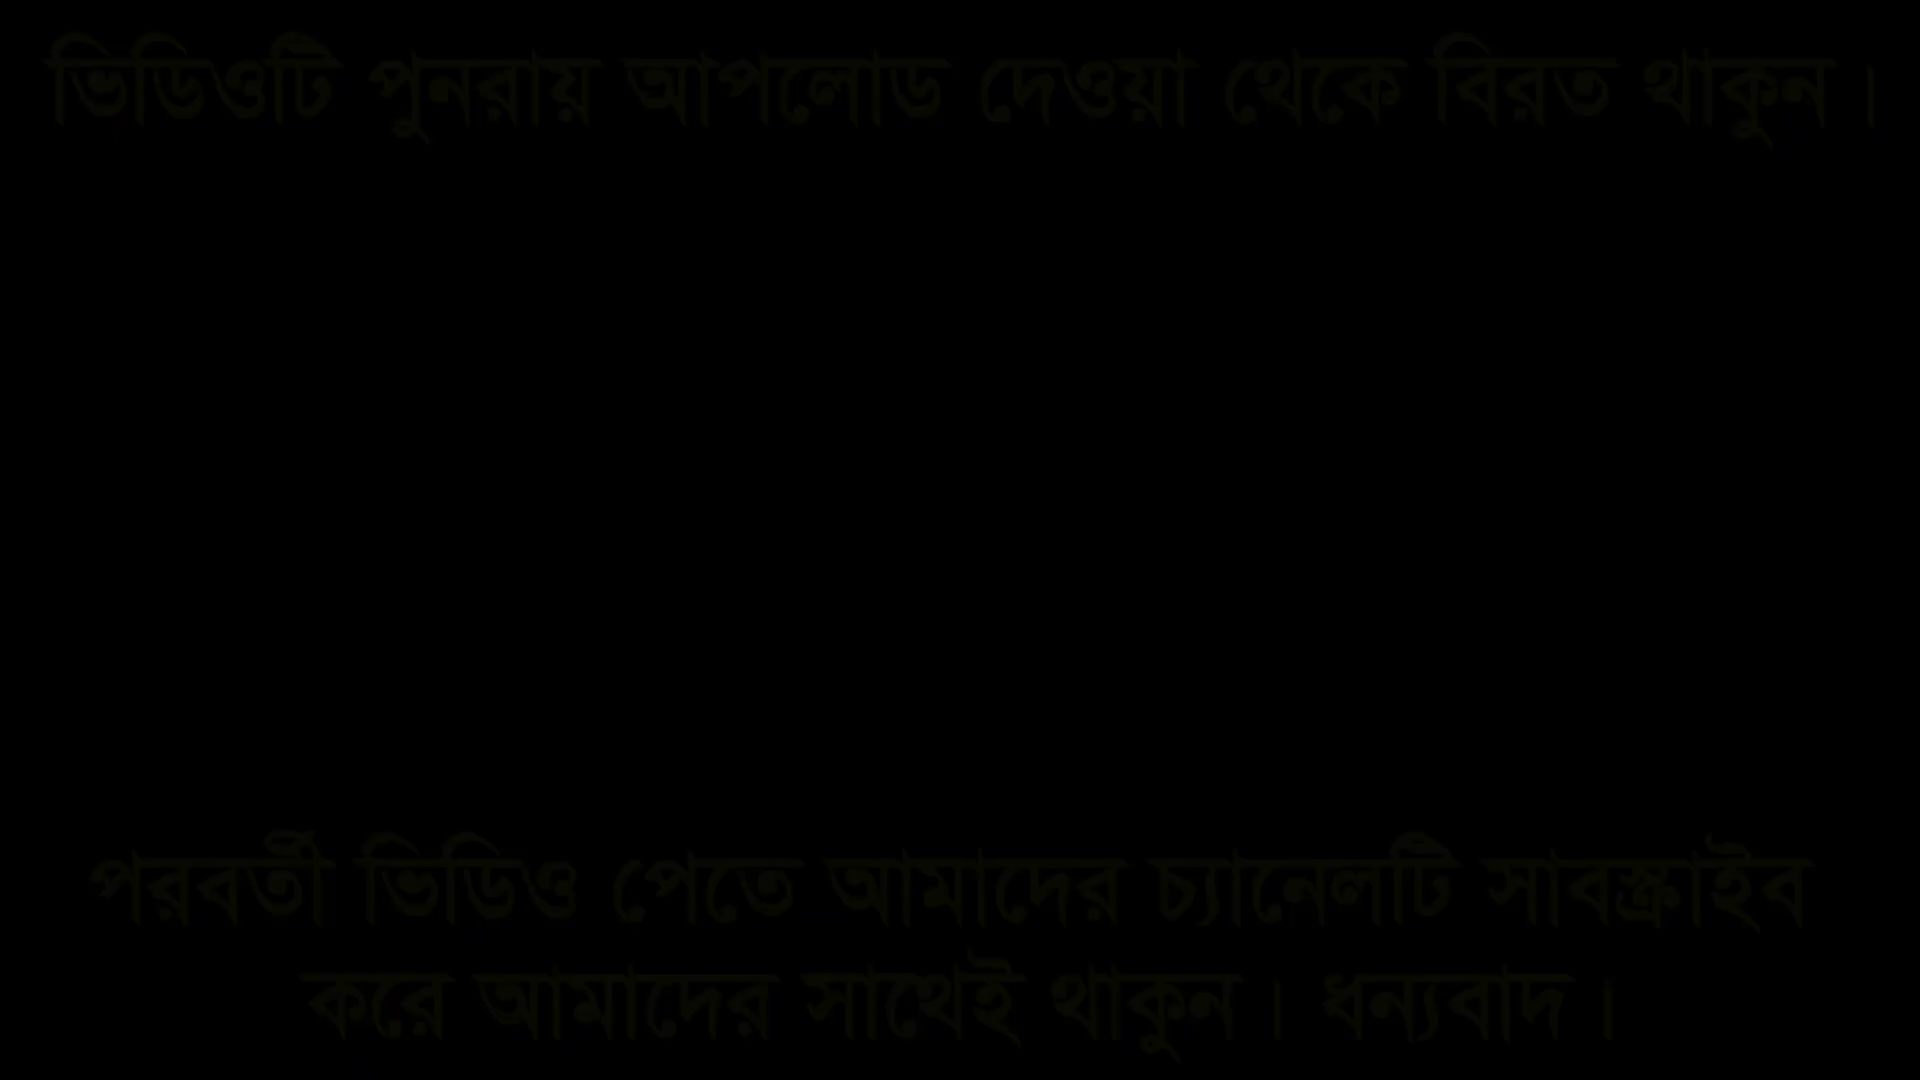 ভিডিওটি পুনরায় আপলোড দেওয়া থেকে বিরত থাকুন ।
পরবর্তী ভিডিও পেতে আমাদের চ্যানেলটি সাবস্ক্রাইব
করে আমাদের সাথেই থাকুন । ধন্যবাদ ।